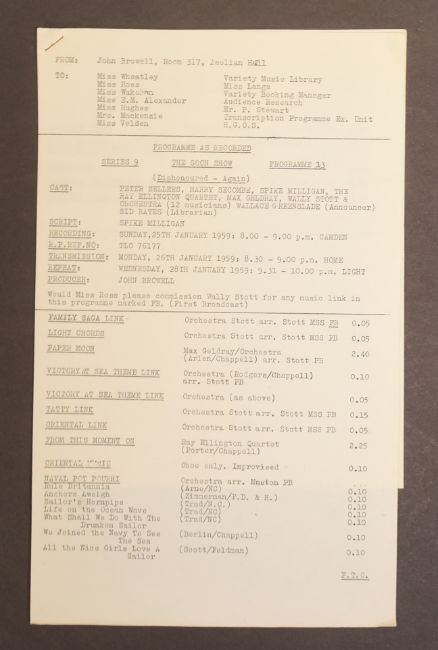 FROM: John Browell, Room 317, Aeolian Hall
TO: Miss Wheatley Variety Music Library
Miss Ross Miss Lange
Miss Wakeham Variety Booking Manager
Miss E.M. Alexander Audience Research
Miss Hughes Mr. P. Stewart
Mrs. Mackenzie Transcription Programme Ex. Unit
Miss Veldon H.G.O.S.
PROGRAMME AS RECORDED
SERIES 9 THE GOON SHOW PROGRAMME 13
(Dishonoured - Again)
CAST: PETER SELLERS, HARRY SECOMBE, SPIKE MILLIGAN, THE
RAY ELLINGTON QUARTET, MAX GELDRAY, WALLY STOTT &
ORCHESTRA (12 musicians) WALLACE GREENSLADE (Announcer)
SID BATES (Librarian)
SCRIPT: SPIKE MILLIGAN
RECORDING: SUNDAY, 25TH JANUARY 1959: 8.00 - 9.00 p.m. CAMDEN
R.P.REF.NO: TLO 76177
TRANSMISSION: MONDAY, 26TH JANUARY 1959: 8.30 - 9.00 p.m. HOME
REPEAT: WEDNESDAY, 28TH JANUARY 1959: 9.31 - 10.00 p.m. LIGHT
PRODUCER: JOHN BROWELL
Would Miss Ross please commission Wally Stott for any music link in
this programme marked FB. (First Broadcast)
FAMILY SAGA LINK Orchestra Stott arr. Stott MSS FB 0.05
LIGHT CHORDS Orchestra Stott arr. Stott MSS FB 0.05
PAPER MOON Max Geldray/Orchestra 2.40
(Arlen/Chappell) arr. Stott PB
VICTORY AT SEA THEME LINK Orchestra (Rodgers/Chappell) 0.10
arr. Stott PB
VICTORY AT SEA THEME LINK Orchestra (as above) 0.05
TATTY LINK Orchestra Stott arr. Stott MSS FB 0.15
ORIENTAL LINK Orchestra Stott arr. Stott MSS FB 0.05
FROM THIS MOMENT ON Ray Ellington Quartet 2.25
(Porter/Chappell)
ORIENTAL MUSIC Oboe only. Improvised 0.10
NAVAL POT POURRI Orchestra arr. PB
Rule Britannia (Arne/NC) 0.10
Anchors Aweigh (Zimmerman/P.D. & H.) 0.10
Sailor's Hornpipe (Trad/N.C.) 0.10
Life on the Ocean Wave (Trad/NC) 0.10
What Shall We Do With The (Trad/NC) 0.10
Drunken Sailor
We Joined the Navy To See (Berlin/Chappell) 0.10
The Sea
All the Nice Girls Love A (Scott/Feldman) 0.10
Sailor
P.T.O.